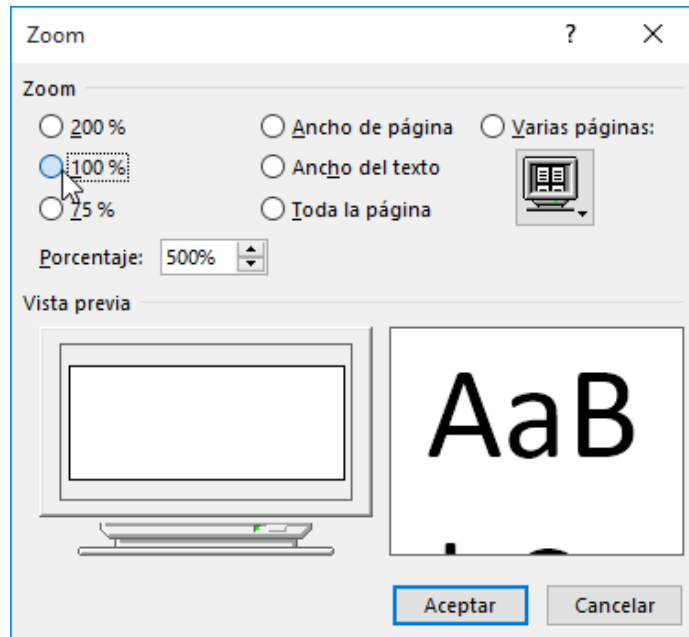 Zoom ?
Zoom
200 % Ancho de página Varias páginas:
100 % Ancho del texto
75 % Toda la página
Porcentaje: 500%
Vista previa
AaB
Aceptar Cancelar